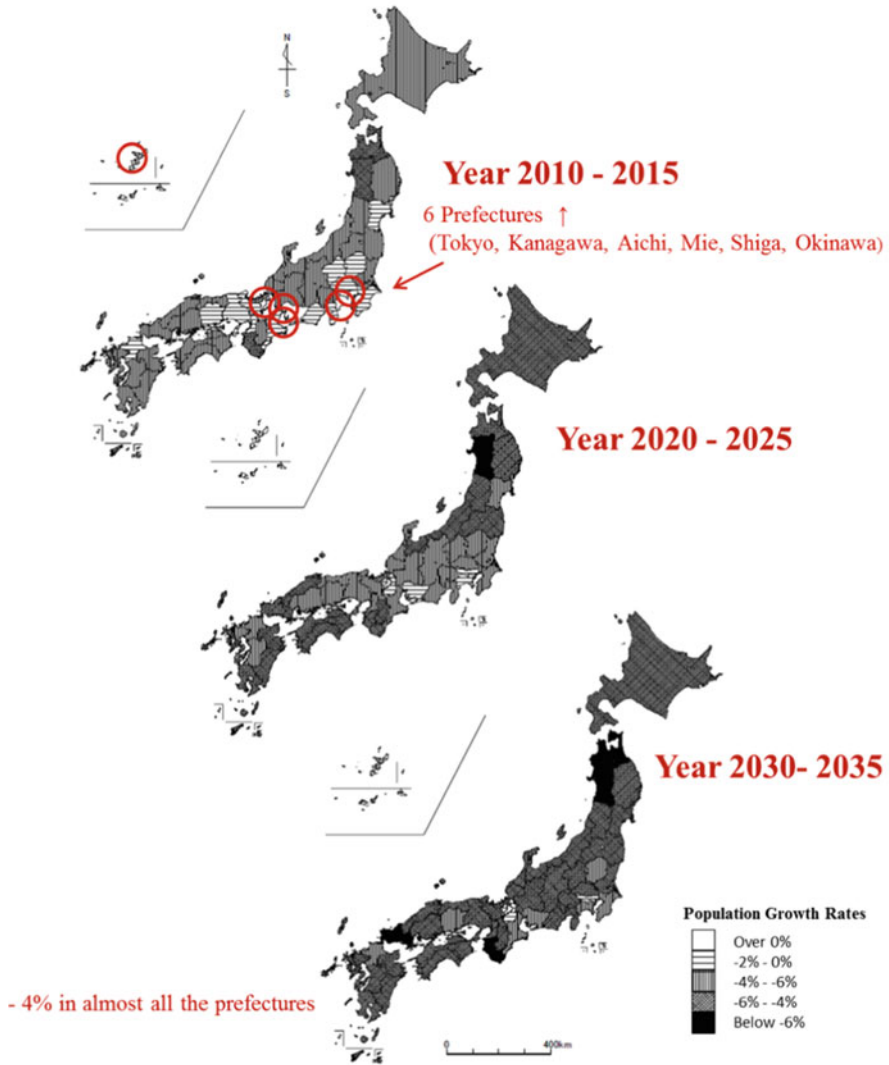 N
S
Year 2010 - 2015
6 Prefectures ↑
(Tokyo, Kanagawa, Aichi, Mie, Shiga, Okinawa)
Year 2020 - 2025
Year 2030- 2035
Population Growth Rates
Over 0%
-2% - 0%
-4% - -6%
-6% - -4%
Below -6%
- 4% in almost all the prefectures
0 400km